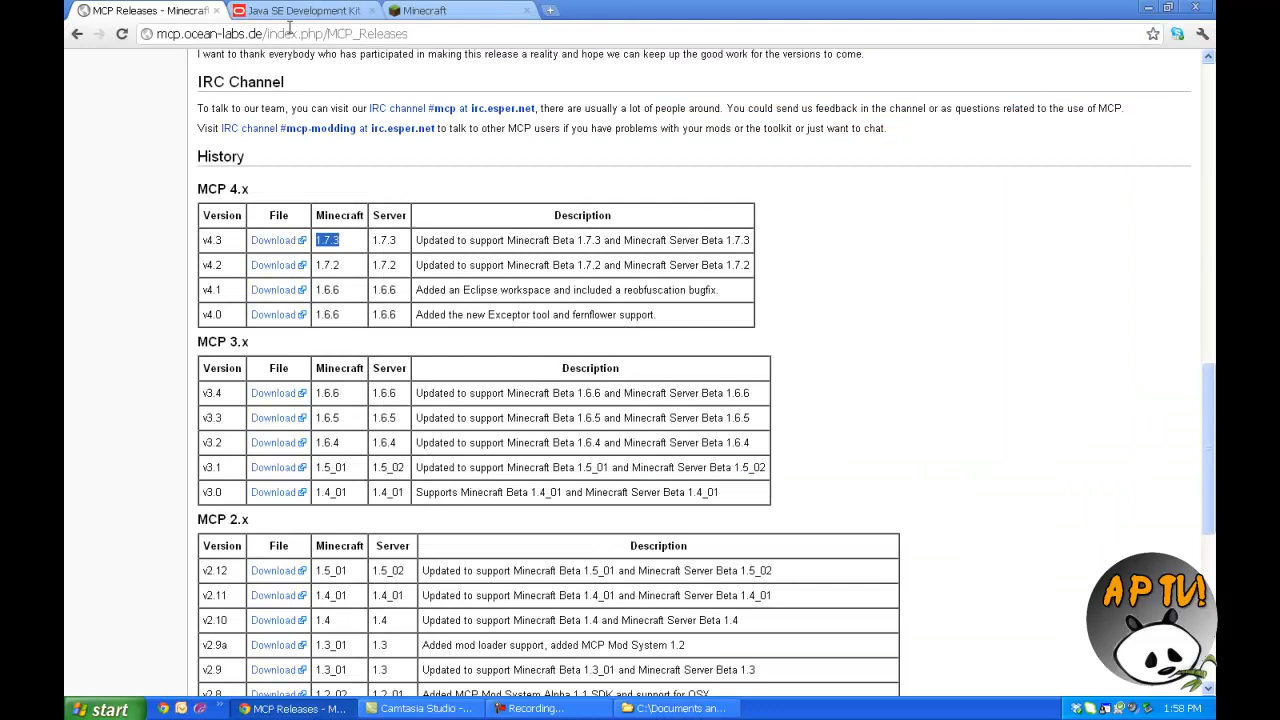 MCP Releases - Minecraf
Java SE Development Kit
Minecraft
mcp.ocean-labs.de/index.php/MCP_Releases
I want to thank everybody who has participated in making this release a reality and hope we can keep up the good work for the versions to come.
IRC Channel
To talk to our team, you can visit our IRC channel #mcp at irc.esper.net, there are usually a lot of people around. You could send us feedback in the channel or as questions related to the use of MCP.
Visit IRC channel #mcp-modding at irc.esper.net to talk to other MCP users if you have problems with your mods or the toolkit or just want to chat.
History
MCP 4.x
Version File Minecraft Server Description
v4.3 Download 1.7.3 1.7.3 Updated to support Minecraft Beta 1.7.3 and Minecraft Server Beta 1.7.3
v4.2 Download 1.7.2 1.7.2 Updated to support Minecraft Beta 1.7.2 and Minecraft Server Beta 1.7.2
v4.1 Download 1.6.6 1.6.6 Added an Eclipse workspace and included a reobfuscation bugfix.
v4.0 Download 1.6.6 1.6.6 Added the new Exceptor tool and fernflower support.
MCP 3.x
Version File Minecraft Server Description
v3.4 Download 1.6.6 1.6.6 Updated to support Minecraft Beta 1.6.6 and Minecraft Server Beta 1.6.6
v3.3 Download 1.6.5 1.6.5 Updated to support Minecraft Beta 1.6.5 and Minecraft Server Beta 1.6.5
v3.2 Download 1.6.4 1.6.4 Updated to support Minecraft Beta 1.6.4 and Minecraft Server Beta 1.6.4
v3.1 Download 1.5_01 1.5_02 Updated to support Minecraft Beta 1.5_01 and Minecraft Server Beta 1.5_02
v3.0 Download 1.4_01 1.4_01 Supports Minecraft Beta 1.4_01 and Minecraft Server Beta 1.4_01
MCP 2.x
Version File Minecraft Server Description
v2.12 Download 1.5_01 1.5_02 Updated to support Minecraft Beta 1.5_01 and Minecraft Server Beta 1.5_02
v2.11 Download 1.4_01 1.4_01 Updated to support Minecraft Beta 1.4_01 and Minecraft Server Beta 1.4_01
v2.10 Download 1.4 1.4 Updated to support Minecraft Beta 1.4 and Minecraft Server Beta 1.4
v2.9a Download 1.3_01 1.3 Added mod loader support, added MCP Mod System 1.2
v2.9 Download 1.3_01 1.3 Updated to support Minecraft Beta 1.3_01 and Minecraft Server Beta 1.3
v2.8 Download 1.2_02 1.2_01 Added MCP Mod System Alpha 1.1 SDK and support for OSX
APTV!
start
MCP Releases - M...
Camtasia Studio - ...
Recording...
C:\Documents an...
1:58 PM